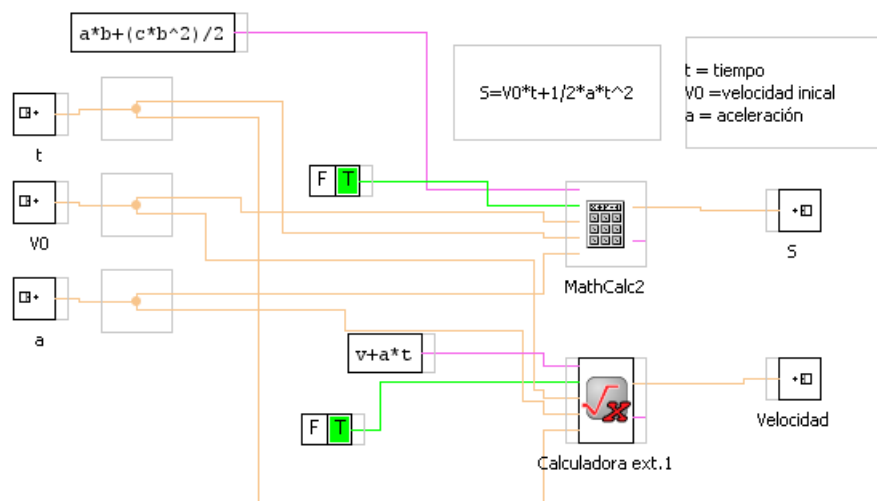 a*b+(c*b^2)/2
S=V0*t+1/2*a*t^2
t = tiempo
V0 =velocidad inical
a = aceleración
t
F T
V0
S
MathCalc2
a
v+a*t
F T
Velocidad
Calculadora ext.1